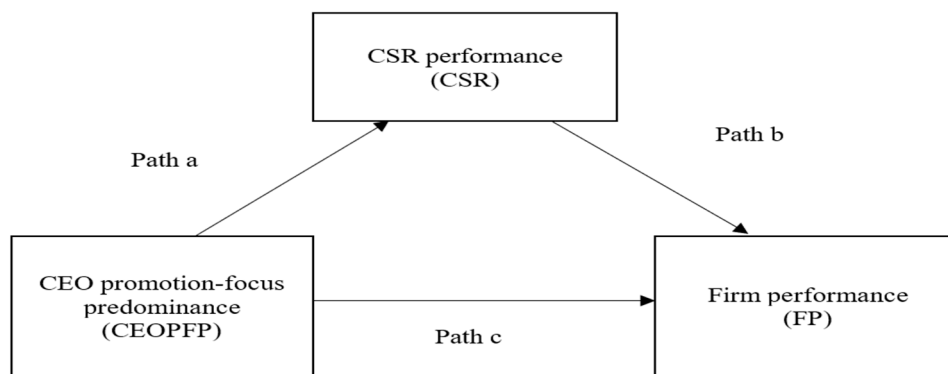 CSR performance
(CSR)
Path a
Path b
CEO promotion-focus
predominance
(CEOPFP)
Path c
Firm performance
(FP)